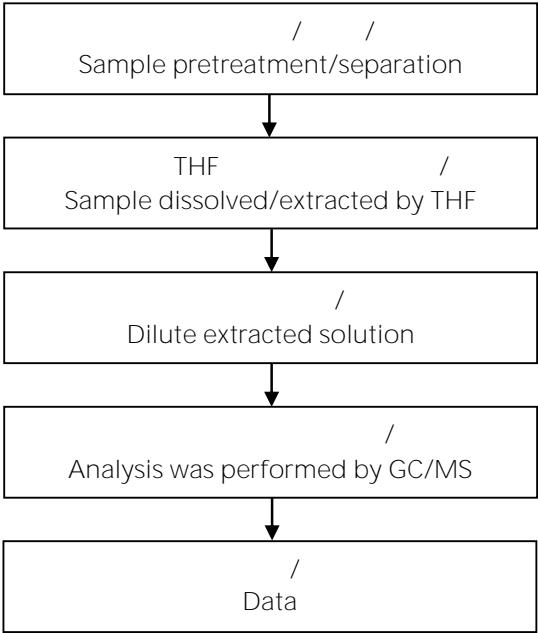 / /
Sample pretreatment/separation
THF /
Sample dissolved/extracted by THF
/
Dilute extracted solution
/
Analysis was performed by GC/MS
/
Data